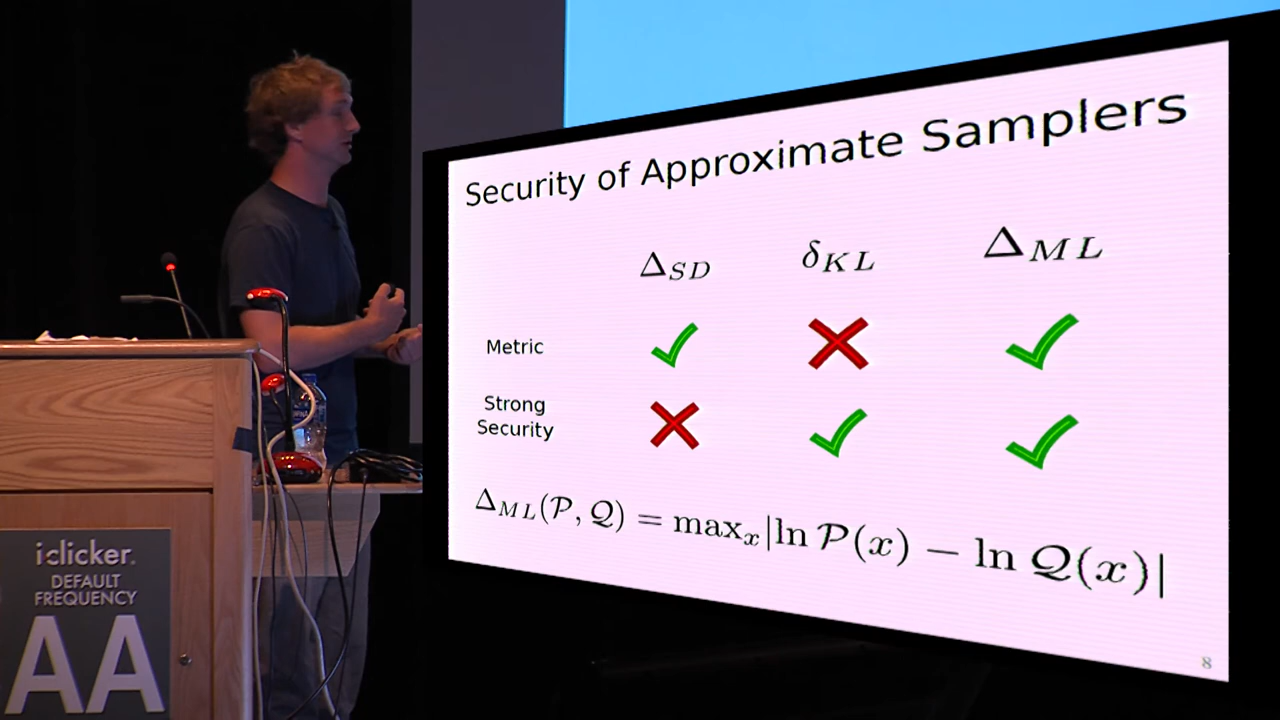 Security of Approximate Samplers
Δ_SD δ_KL Δ_ML
Metric ✓ ✗ ✓
Strong
Security ✗ ✓ ✓
Δ_ML(𝒫, 𝒬) = max_x |ln 𝒫(x) − ln 𝒬(x)|
8
iclicker.
DEFAULT
FREQUENCY
AA